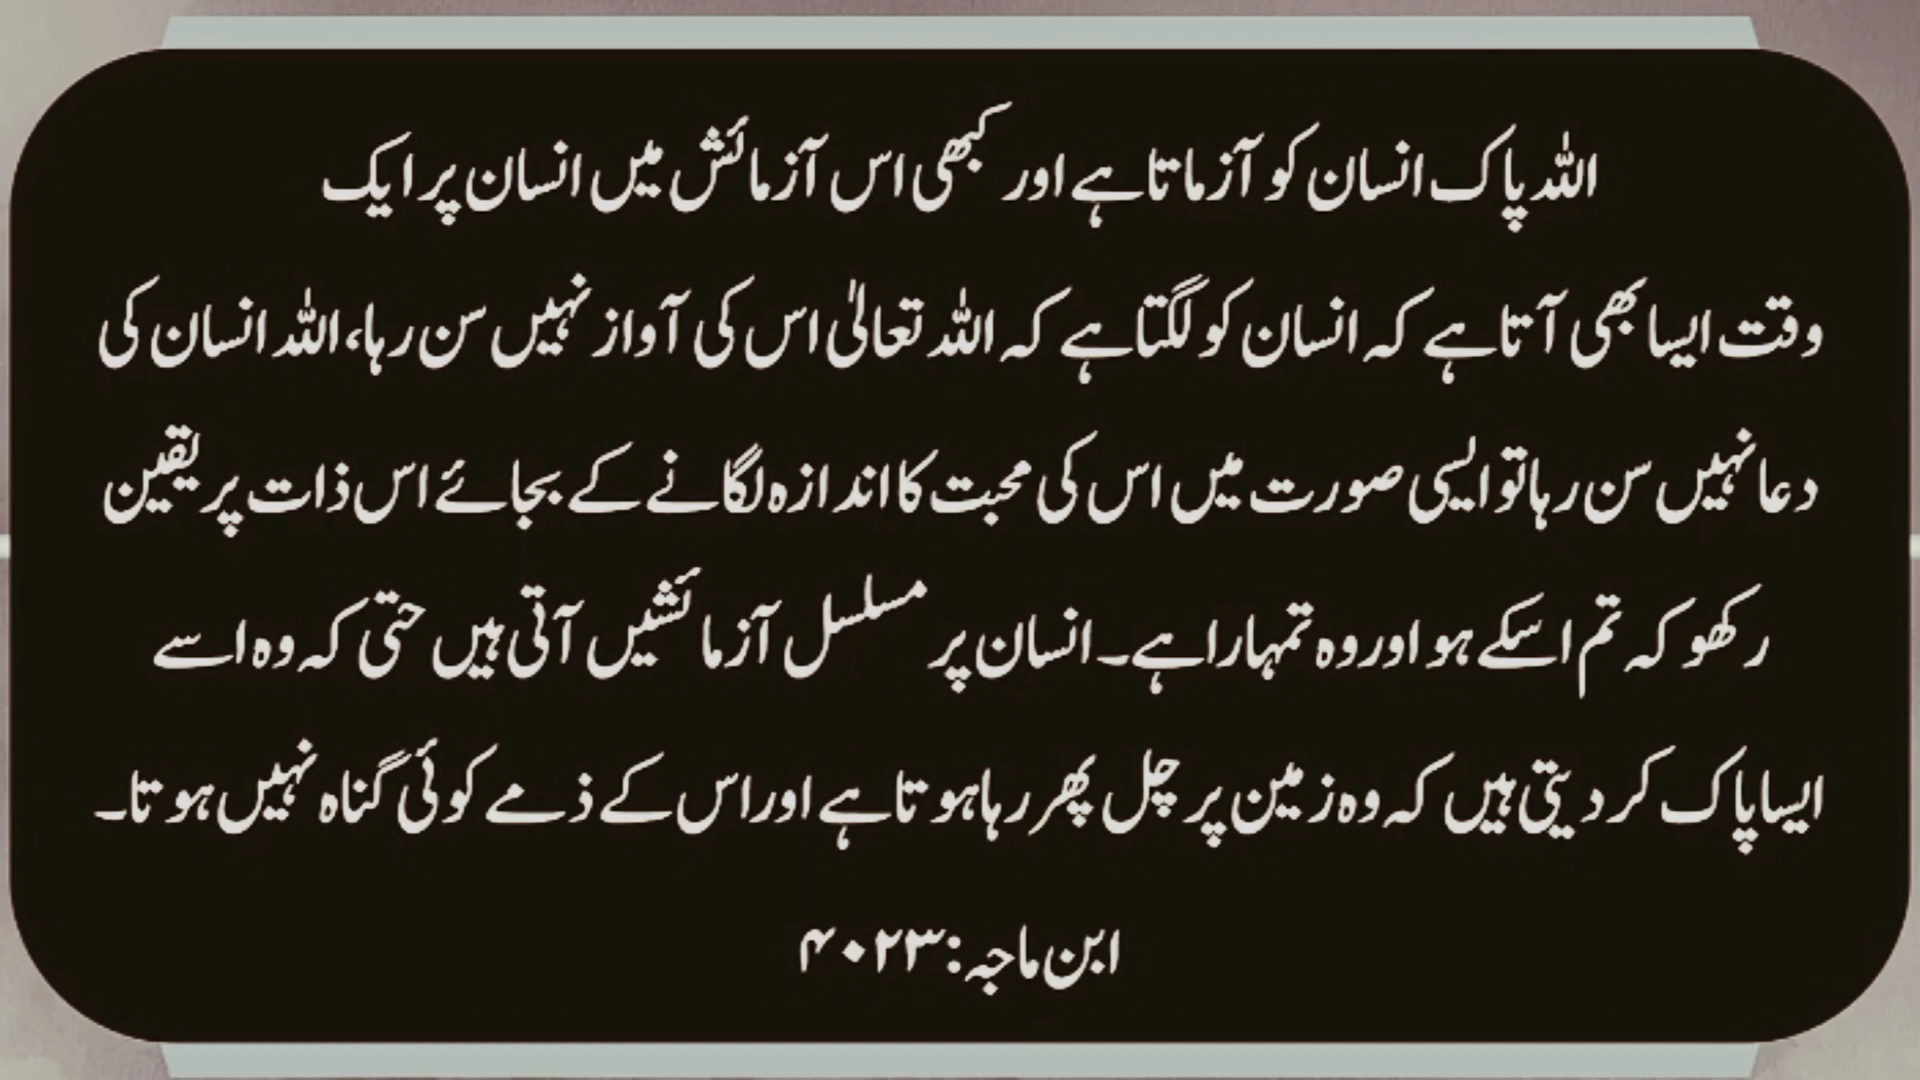 اللہ پاک انسان کو آزماتا ہے اور کبھی اس آزمائش میں انسان پر ایک
وقت ایسا بھی آتا ہے کہ انسان کو لگتا ہے کہ اللہ تعالیٰ اس کی آواز نہیں سن رہا، اللہ انسان کی
دعا نہیں سن رہا تو ایسی صورت میں اس کی محبت کا اندازہ لگانے کے بجائے اس ذات پر یقین
رکھو کہ تم اسکے ہو اور وہ تمہارا ہے۔ انسان پر مسلسل آزمائشیں آتی ہیں حتی کہ وہ اسے
ایسا پاک کر دیتی ہیں کہ وہ زمین پر چل پھر رہا ہوتا ہے اور اس کے ذمے کوئی گناہ نہیں ہوتا۔
ابن ماجہ: ۴۰۲۳